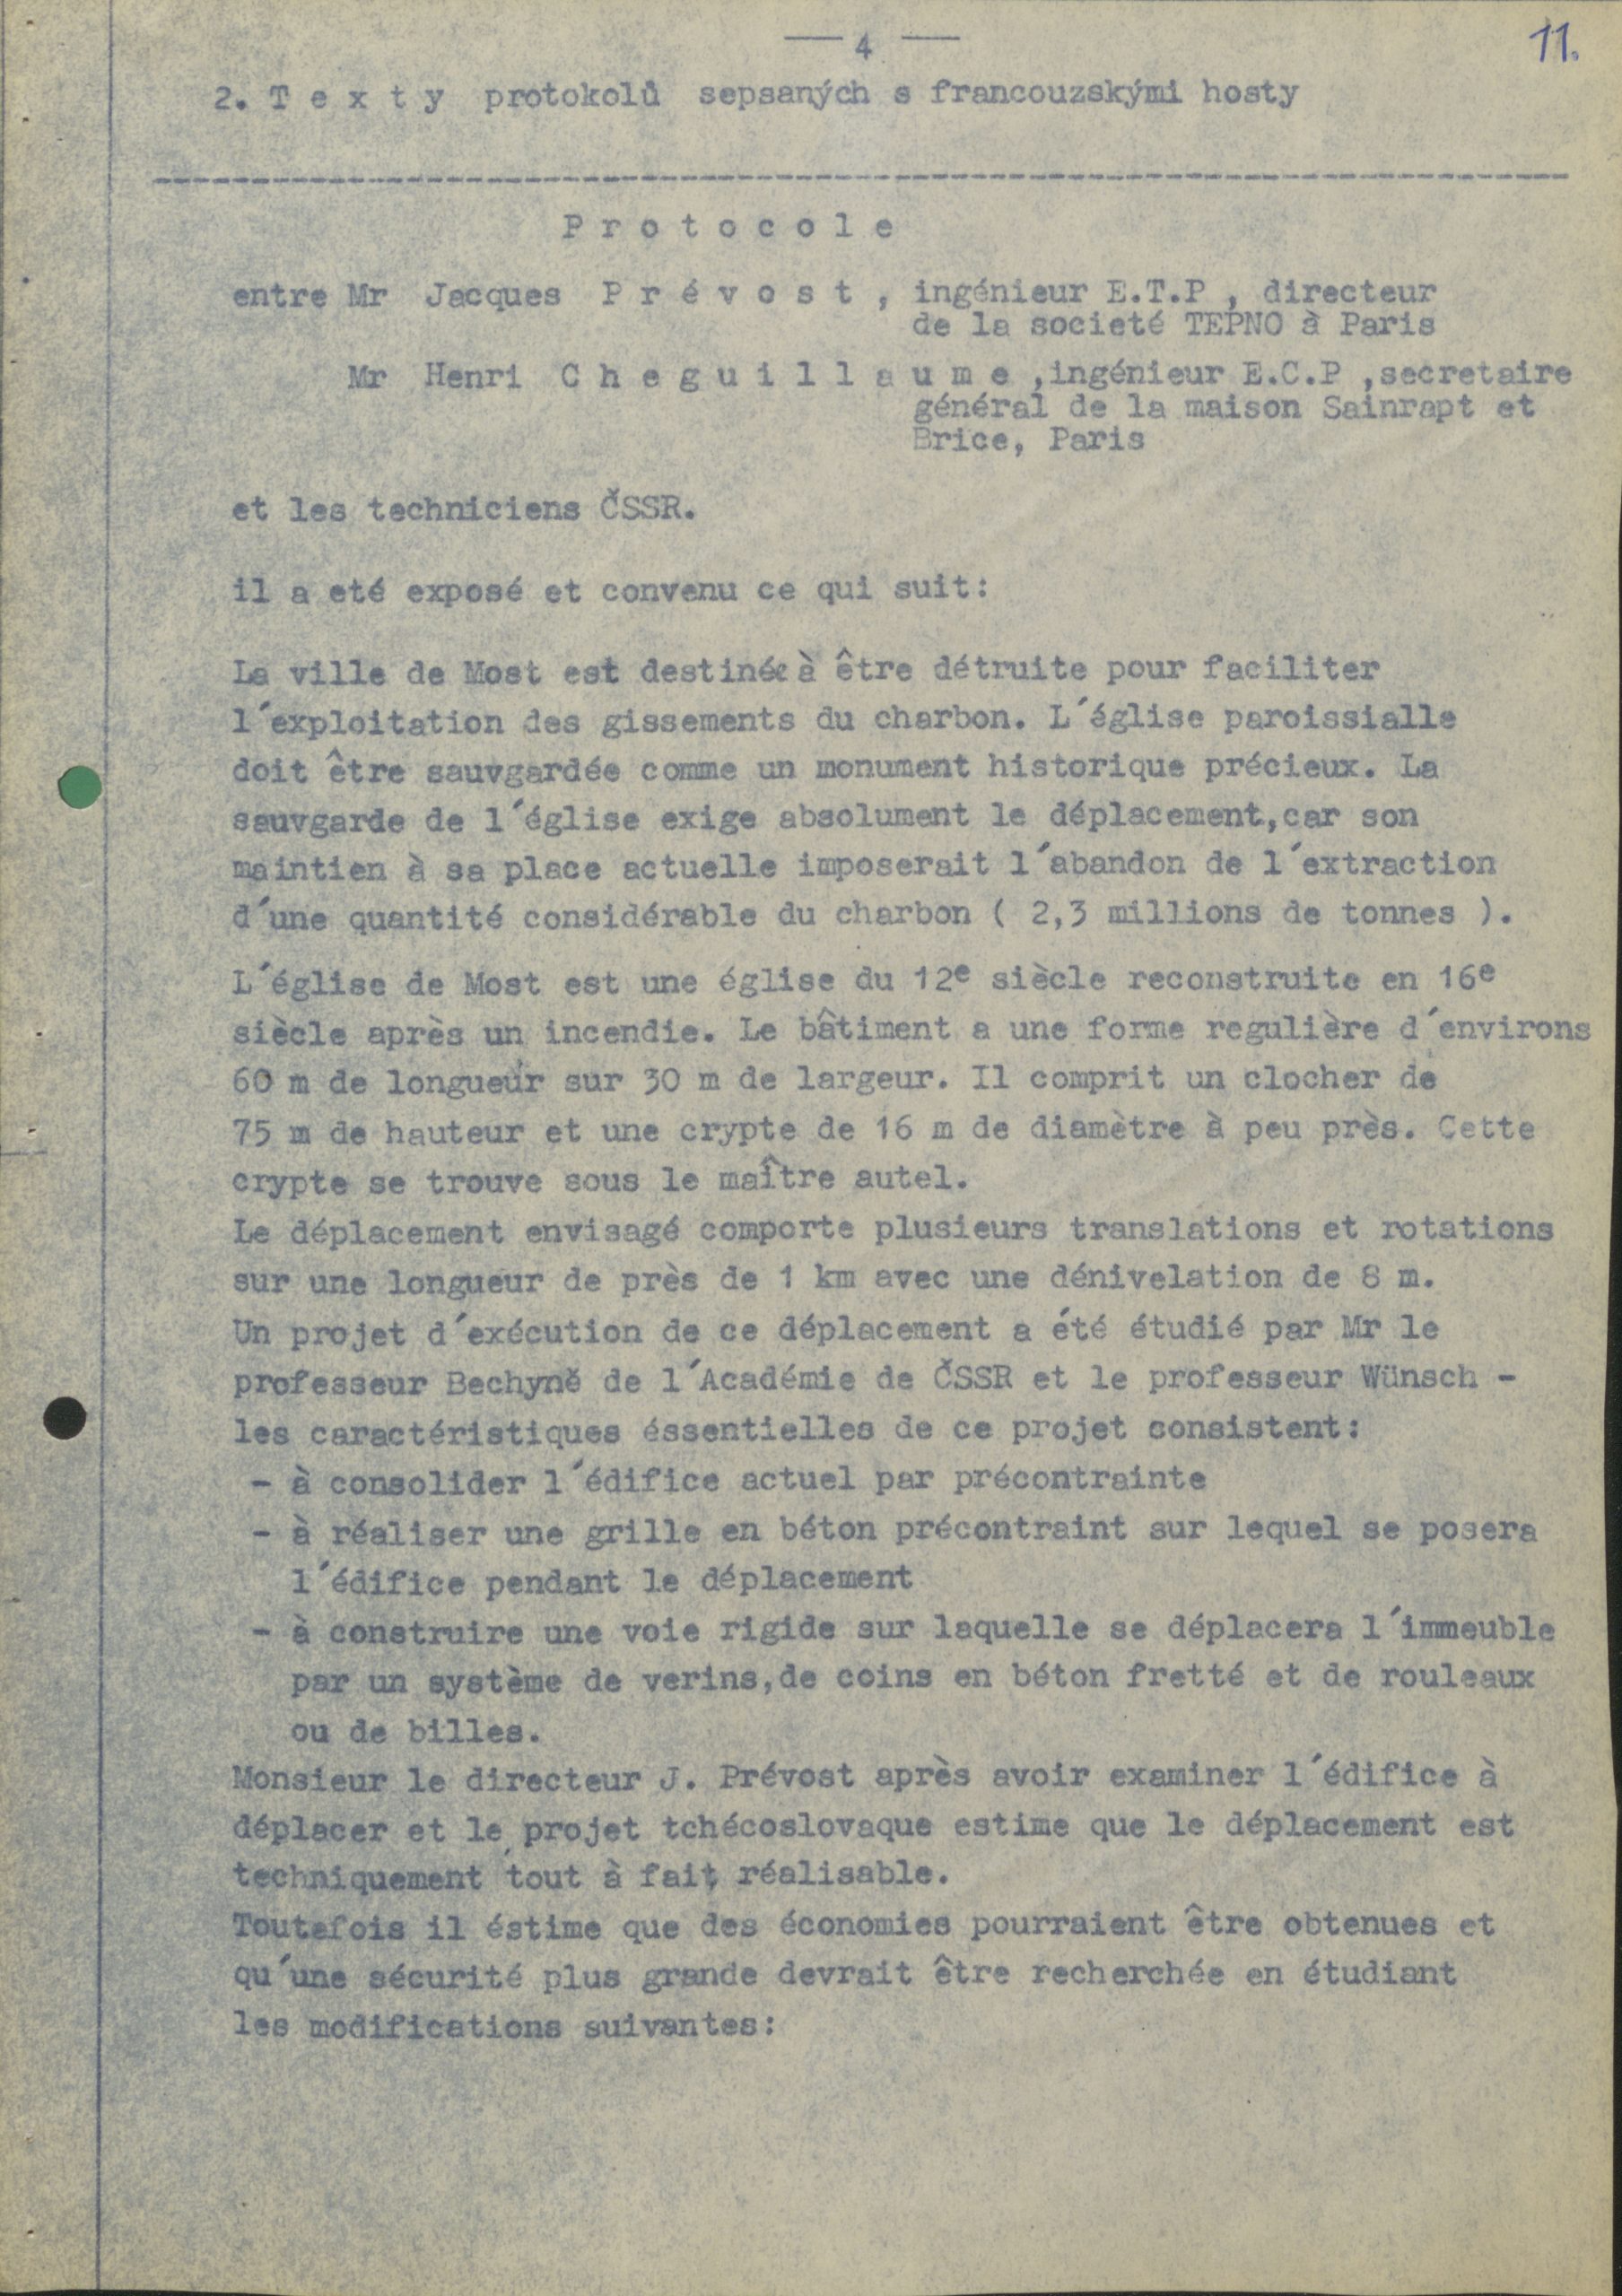 — 4 —
11.
2. T e x t y protokolů sepsaných s francouzskými hosty
P r o t o c o l e
entre Mr Jacques P r é v o s t , ingénieur E.T.P , directeur
de la societé TEPNO à Paris
Mr Henri C h e g u i l l a u m e ,ingénieur E.C.P ,secretaire
général de la maison Sainrapt et
Brice, Paris
et les techniciens ČSSR.
il a eté exposé et convenu ce qui suit:
La ville de Most est destinée à être détruite pour faciliter
l´exploitation des gissements du charbon. L´église paroissialle
doit être sauvgardée comme un monument historique précieux. La
sauvgarde de l´église exige absolument le déplacement,car son
maintien à sa place actuelle imposerait l´abandon de l´extraction
d´une quantité considérable du charbon ( 2,3 millions de tonnes ).
L´église de Most est une église du 12e siècle reconstruite en 16e
siècle après un incendie. Le bâtiment a une forme regulière d´environs
60 m de longueur sur 30 m de largeur. Il comprit un clocher de
75 m de hauteur et une crypte de 16 m de diamètre à peu près. Cette
crypte se trouve sous le maître autel.
Le déplacement envisagé comporte plusieurs translations et rotations
sur une longueur de près de 1 km avec une dénivelation de 8 m.
Un projet d´exécution de ce déplacement a été étudié par Mr le
professeur Bechyně de l´Académie de ČSSR et le professeur Wünsch -
les caractéristiques éssentielles de ce projet consistent:
- à consolider l´édifice actuel par précontrainte
- à réaliser une grille en béton précontraint sur lequel se posera
l´édifice pendant le déplacement
- à construire une voie rigide sur laquelle se déplacera l´immeuble
par un système de verins,de coins en béton fretté et de rouleaux
ou de billes.
Monsieur le directeur J. Prévost après avoir examiner l´édifice à
déplacer et le projet tchécoslovaque estime que le déplacement est
techniquement tout à fait réalisable.
Toutefois il éstime que des économies pourraient être obtenues et
qu´une sécurité plus grande devrait être recherchée en étudiant
les modifications suivantes: